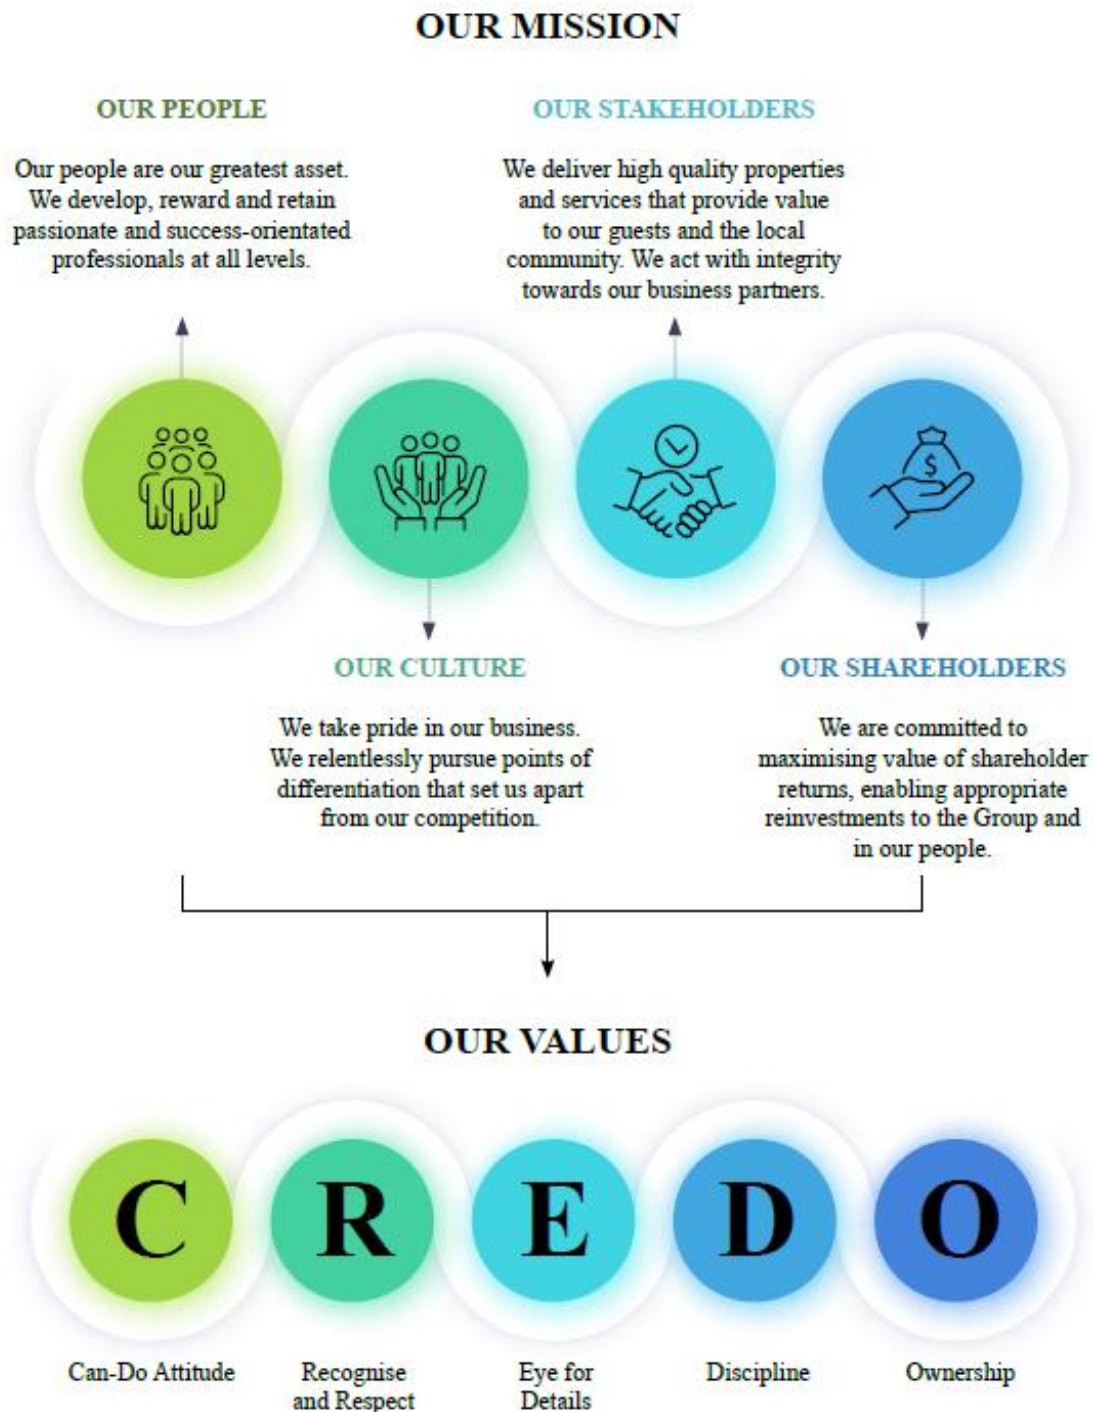 OUR MISSION
OUR PEOPLE
Our people are our greatest asset.
We develop, reward and retain
passionate and success-orientated
professionals at all levels.
OUR STAKEHOLDERS
We deliver high quality properties
and services that provide value
to our guests and the local
community. We act with integrity
towards our business partners.
$
OUR CULTURE
We take pride in our business.
We relentlessly pursue points of
differentiation that set us apart
from our competition.
OUR SHAREHOLDERS
We are committed to
maximising value of shareholder
returns, enabling appropriate
reinvestments to the Group and
in our people.
OUR VALUES
C R E D O
Can-Do Attitude
Recognise
and Respect
Eye for
Details
Discipline
Ownership